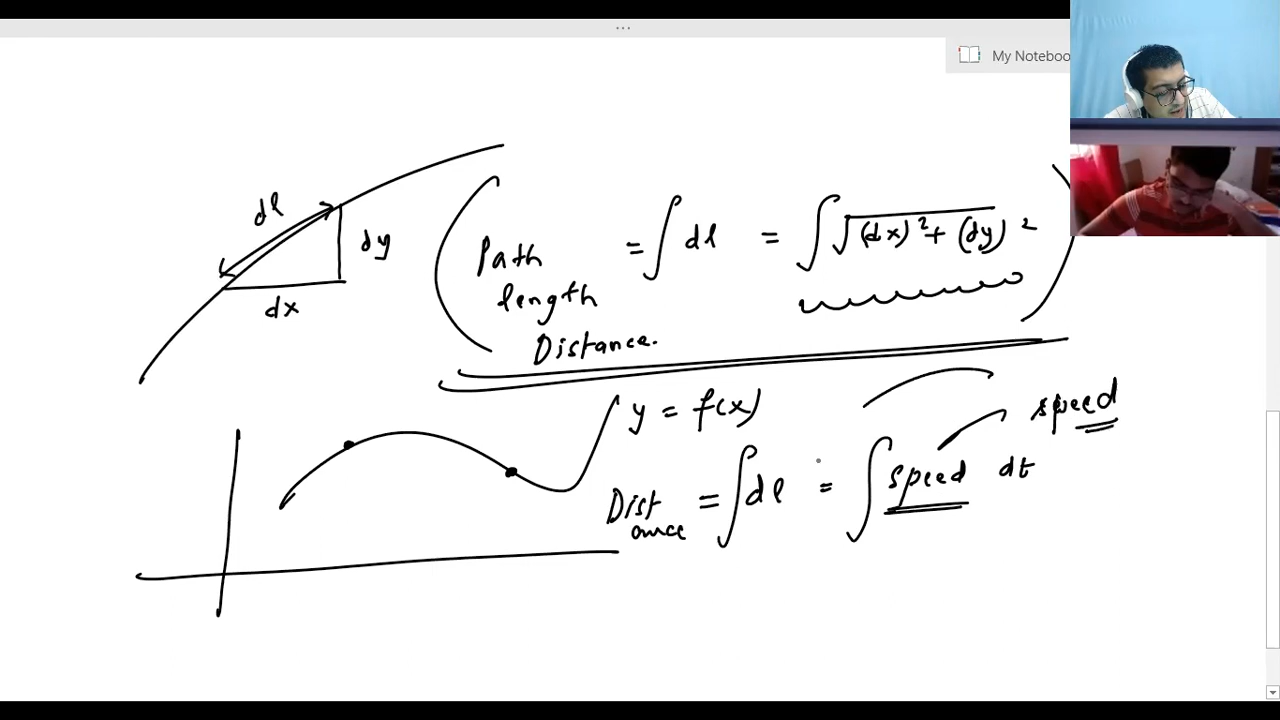 ...
My Noteboo
dl
dy
dx
Path
length
Distance.
= ∫ dl = ∫ √(dx)² + (dy)²
y = f(x)
speed
Dist
ance
= ∫ dl = ∫ speed dt